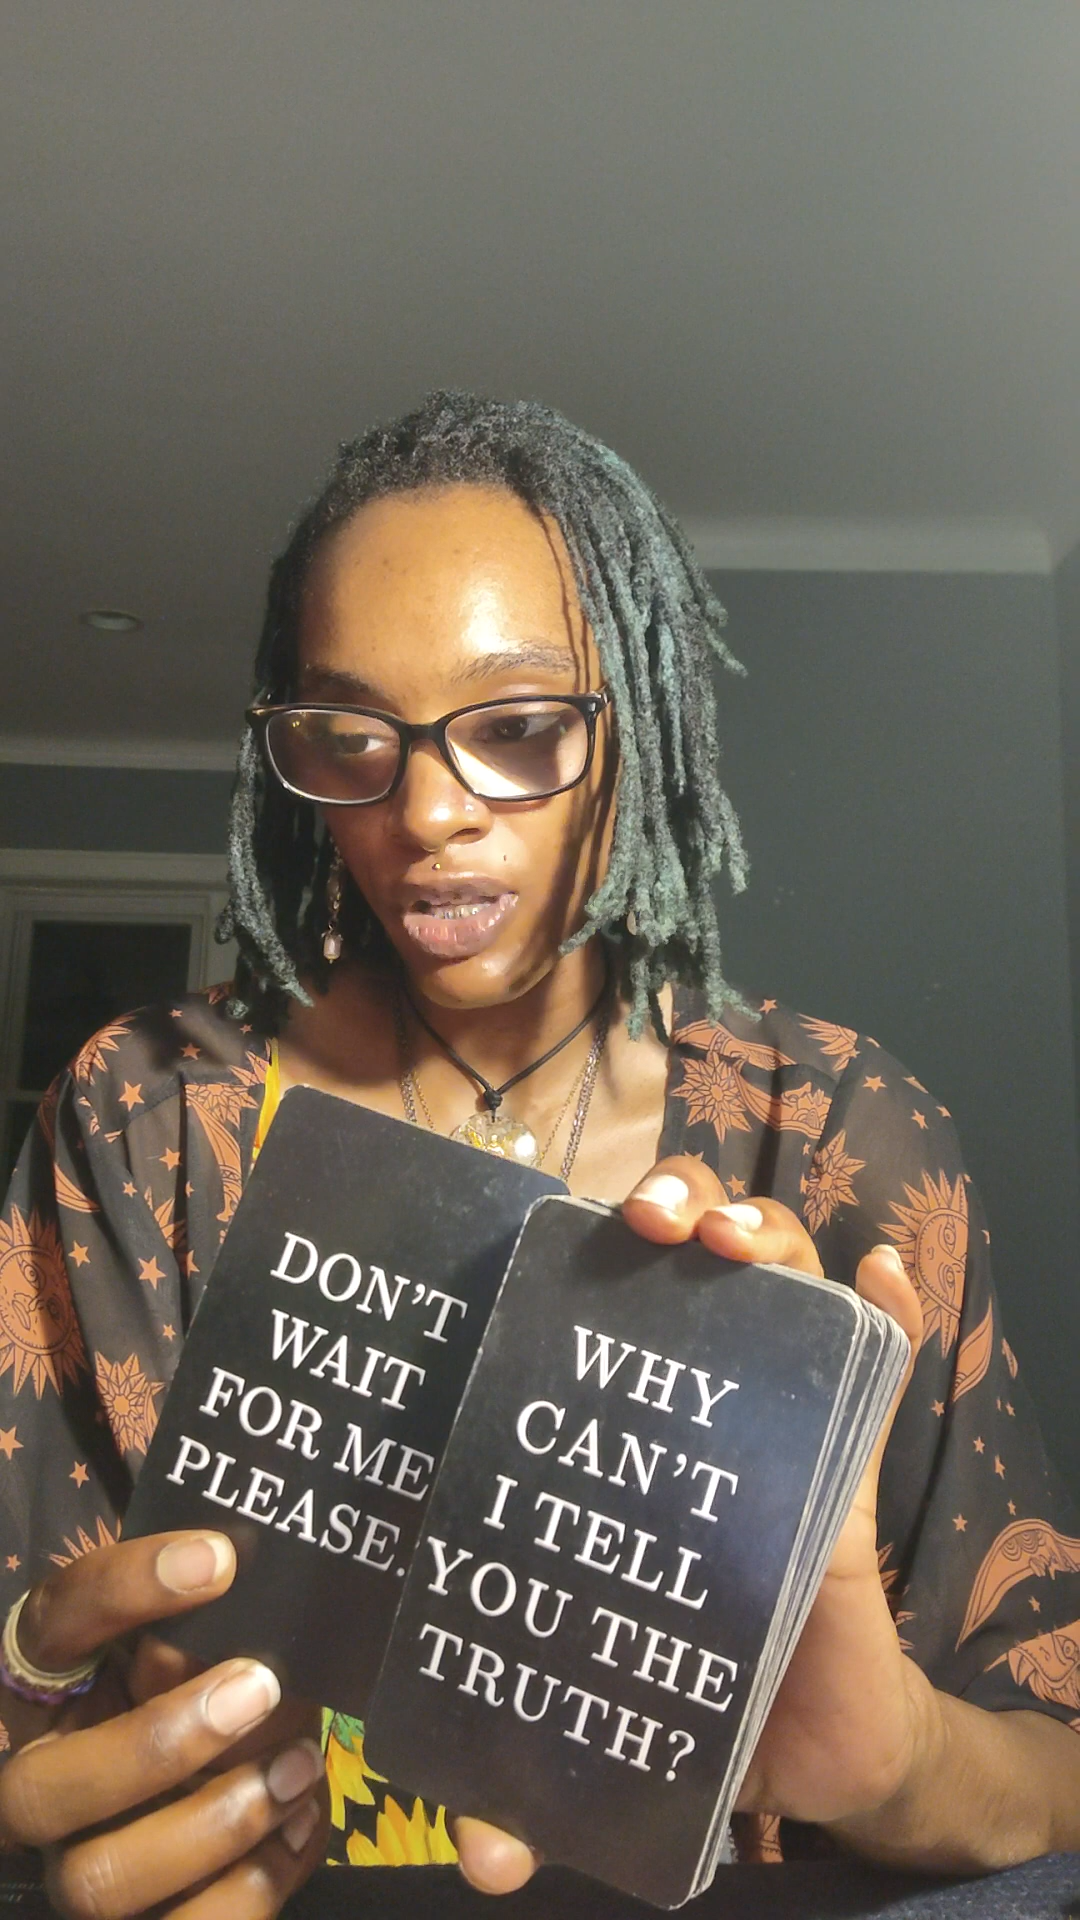 DON'T
WAIT
FOR ME
PLEASE.
WHY
CAN'T
I TELL
YOU THE
TRUTH?